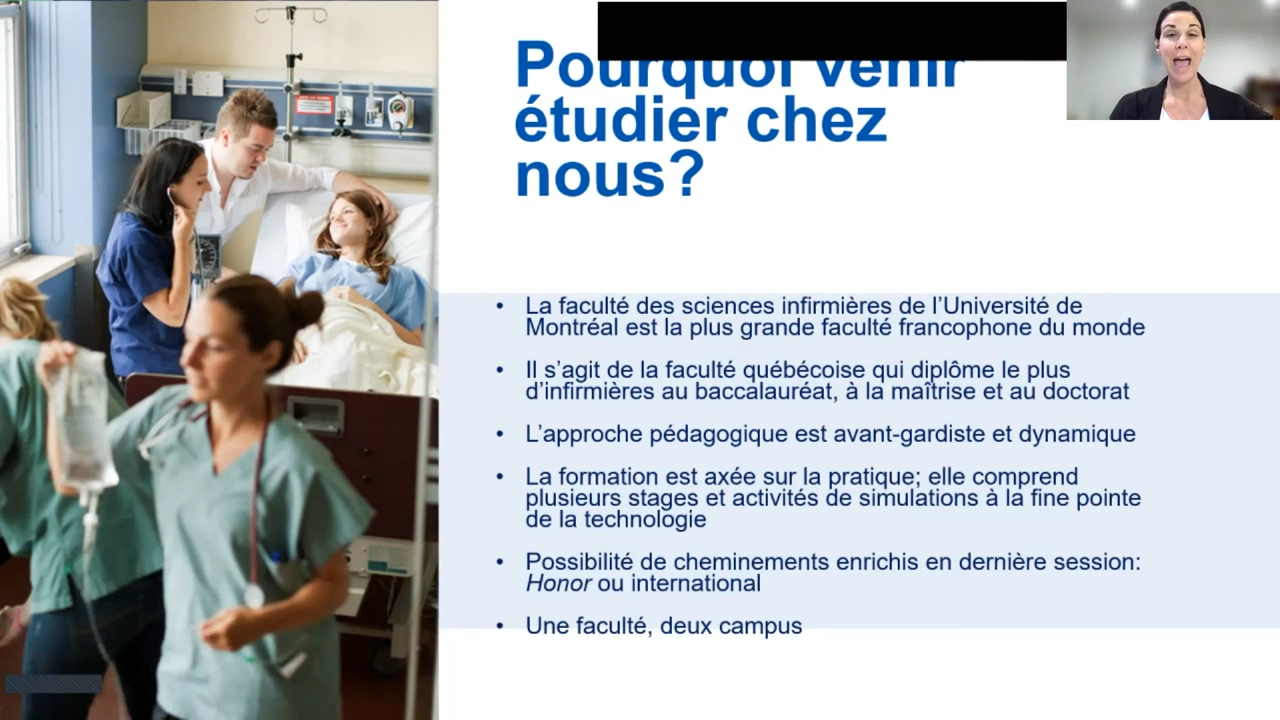 Pourquoi venir
étudier chez
nous?
• La faculté des sciences infirmières de l’Université de
Montréal est la plus grande faculté francophone du monde
• Il s’agit de la faculté québécoise qui diplôme le plus
d’infirmières au baccalauréat, à la maîtrise et au doctorat
• L’approche pédagogique est avant-gardiste et dynamique
• La formation est axée sur la pratique; elle comprend
plusieurs stages et activités de simulations à la fine pointe
de la technologie
• Possibilité de cheminements enrichis en dernière session:
Honor ou international
• Une faculté, deux campus